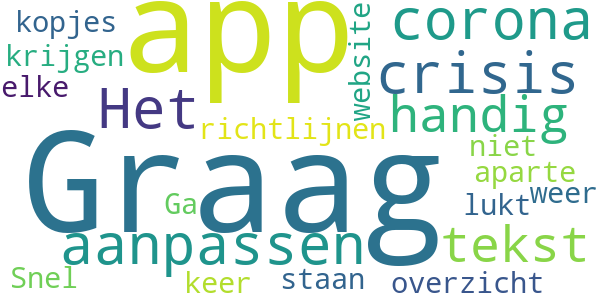 kopjes
app
corona
krijgen
website
crisis
elke
Het
handig
richtlijnen
Graag
niet
aparte
Ga
lukt
weer
aanpassen
tekst
Snel
keer
staan
overzicht